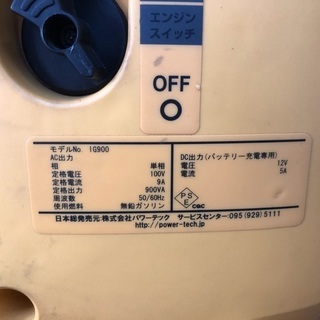 エンジン
スイッチ
OFF
モデルNo IG900
AC出力
相 単相
定格電圧 100V
定格電流 9A
定格出力 900VA
周波数 50/60Hz
使用燃料 無鉛ガソリン
DC出力(バッテリー充電専用)
電圧 12V
電流 5A
PSE CQC
日本総発売元:株式会社パワーテック サービスセンター095(929)5111
http://power-tech.jp/